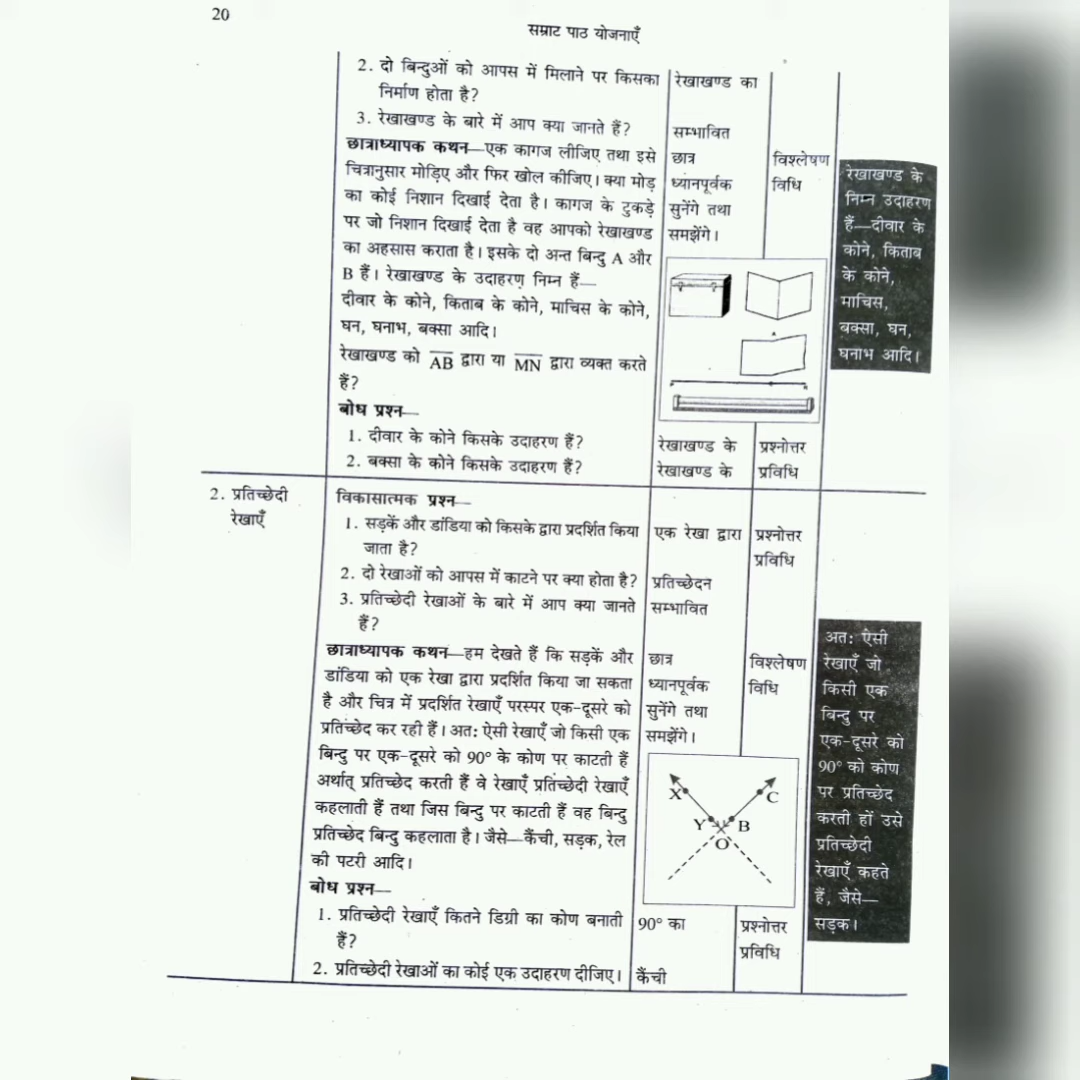 20
सम्राट पाठ योजनाएँ
2. दो बिन्दुओं को आपस में मिलाने पर किसका
निर्माण होता है?
रेखाखण्ड का
3. रेखाखण्ड के बारे में आप क्या जानते हैं?
सम्भावित
छात्राध्यापक कथन—एक कागज लीजिए तथा इसे
चित्रानुसार मोड़िए और फिर खोल कीजिए। क्या मोड़
का कोई निशान दिखाई देता है। कागज के टुकड़े
पर जो निशान दिखाई देता है वह आपको रेखाखण्ड
का अहसास कराता है। इसके दो अन्त बिन्दु A और
B हैं। रेखाखण्ड के उदाहरण निम्न हैं—
दीवार के कोने, किताब के कोने, माचिस के कोने,
घन, घनाभ, बक्सा आदि।
रेखाखण्ड को AB द्वारा या MN द्वारा व्यक्त करते
हैं?
छात्र
ध्यानपूर्वक
सुनेंगे तथा
समझेंगे।
विश्लेषण
विधि
रेखाखण्ड के
निम्न उदाहरण
हैं—दीवार के
कोने, किताब
के कोने,
माचिस,
बक्सा, घन,
घनाभ आदि।
बोध प्रश्न—
1. दीवार के कोने किसके उदाहरण हैं?
2. बक्सा के कोने किसके उदाहरण हैं?
रेखाखण्ड के
रेखाखण्ड के
प्रश्नोत्तर
प्रविधि
2. प्रतिच्छेदी
रेखाएँ
विकासात्मक प्रश्न—
1. सड़कें और डांडिया को किसके द्वारा प्रदर्शित किया
जाता है?
एक रेखा द्वारा
प्रश्नोत्तर
प्रविधि
2. दो रेखाओं को आपस में काटने पर क्या होता है?
प्रतिच्छेदन
3. प्रतिच्छेदी रेखाओं के बारे में आप क्या जानते
हैं?
सम्भावित
छात्राध्यापक कथन—हम देखते हैं कि सड़कें और
डांडिया को एक रेखा द्वारा प्रदर्शित किया जा सकता
है और चित्र में प्रदर्शित रेखाएँ परस्पर एक-दूसरे को
प्रतिच्छेद कर रही हैं। अतः ऐसी रेखाएँ जो किसी एक
बिन्दु पर एक-दूसरे को 90° के कोण पर काटती हैं
अर्थात् प्रतिच्छेद करती हैं वे रेखाएँ प्रतिच्छेदी रेखाएँ
कहलाती हैं तथा जिस बिन्दु पर काटती हैं वह बिन्दु
प्रतिच्छेद बिन्दु कहलाता है। जैसे—कैंची, सड़क, रेल
की पटरी आदि।
छात्र
ध्यानपूर्वक
सुनेंगे तथा
समझेंगे।
विश्लेषण
विधि
X
C
Y
B
O
अतः ऐसी
रेखाएँ जो
किसी एक
बिन्दु पर
एक-दूसरे को
90° को कोण
पर प्रतिच्छेद
करती हों उसे
प्रतिच्छेदी
रेखाएँ कहते
हैं, जैसे—
सड़क।
बोध प्रश्न—
1. प्रतिच्छेदी रेखाएँ कितने डिग्री का कोण बनाती
हैं?
90° का
प्रश्नोत्तर
प्रविधि
2. प्रतिच्छेदी रेखाओं का कोई एक उदाहरण दीजिए।
कैंची